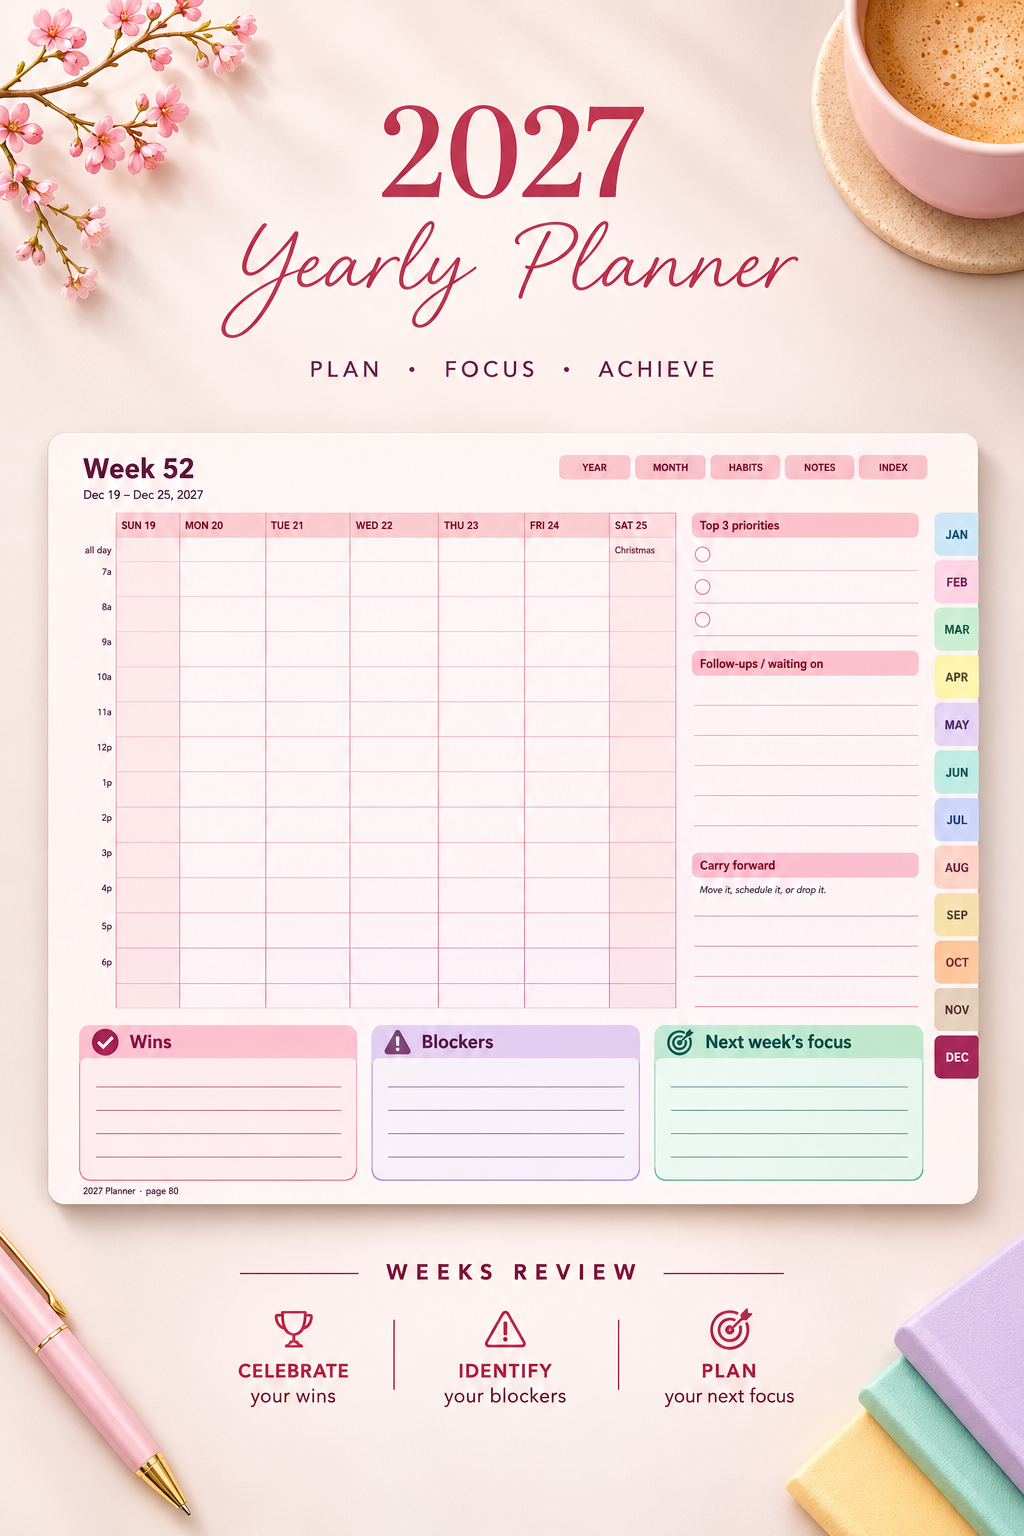 2027
Yearly Planner
PLAN • FOCUS • ACHIEVE
Week 52
Dec 19 – Dec 25, 2027
YEAR MONTH HABITS NOTES INDEX
SUN 19 MON 20 TUE 21 WED 22 THU 23 FRI 24 SAT 25
all day Christmas
7a
8a
9a
10a
11a
12p
1p
2p
3p
4p
5p
6p
Top 3 priorities
Follow-ups / waiting on
Carry forward
Move it, schedule it, or drop it.
JAN
FEB
MAR
APR
MAY
JUN
JUL
AUG
SEP
OCT
NOV
DEC
Wins
Blockers
Next week's focus
2027 Planner · page 80
WEEKS REVIEW
CELEBRATE
your wins
IDENTIFY
your blockers
PLAN
your next focus